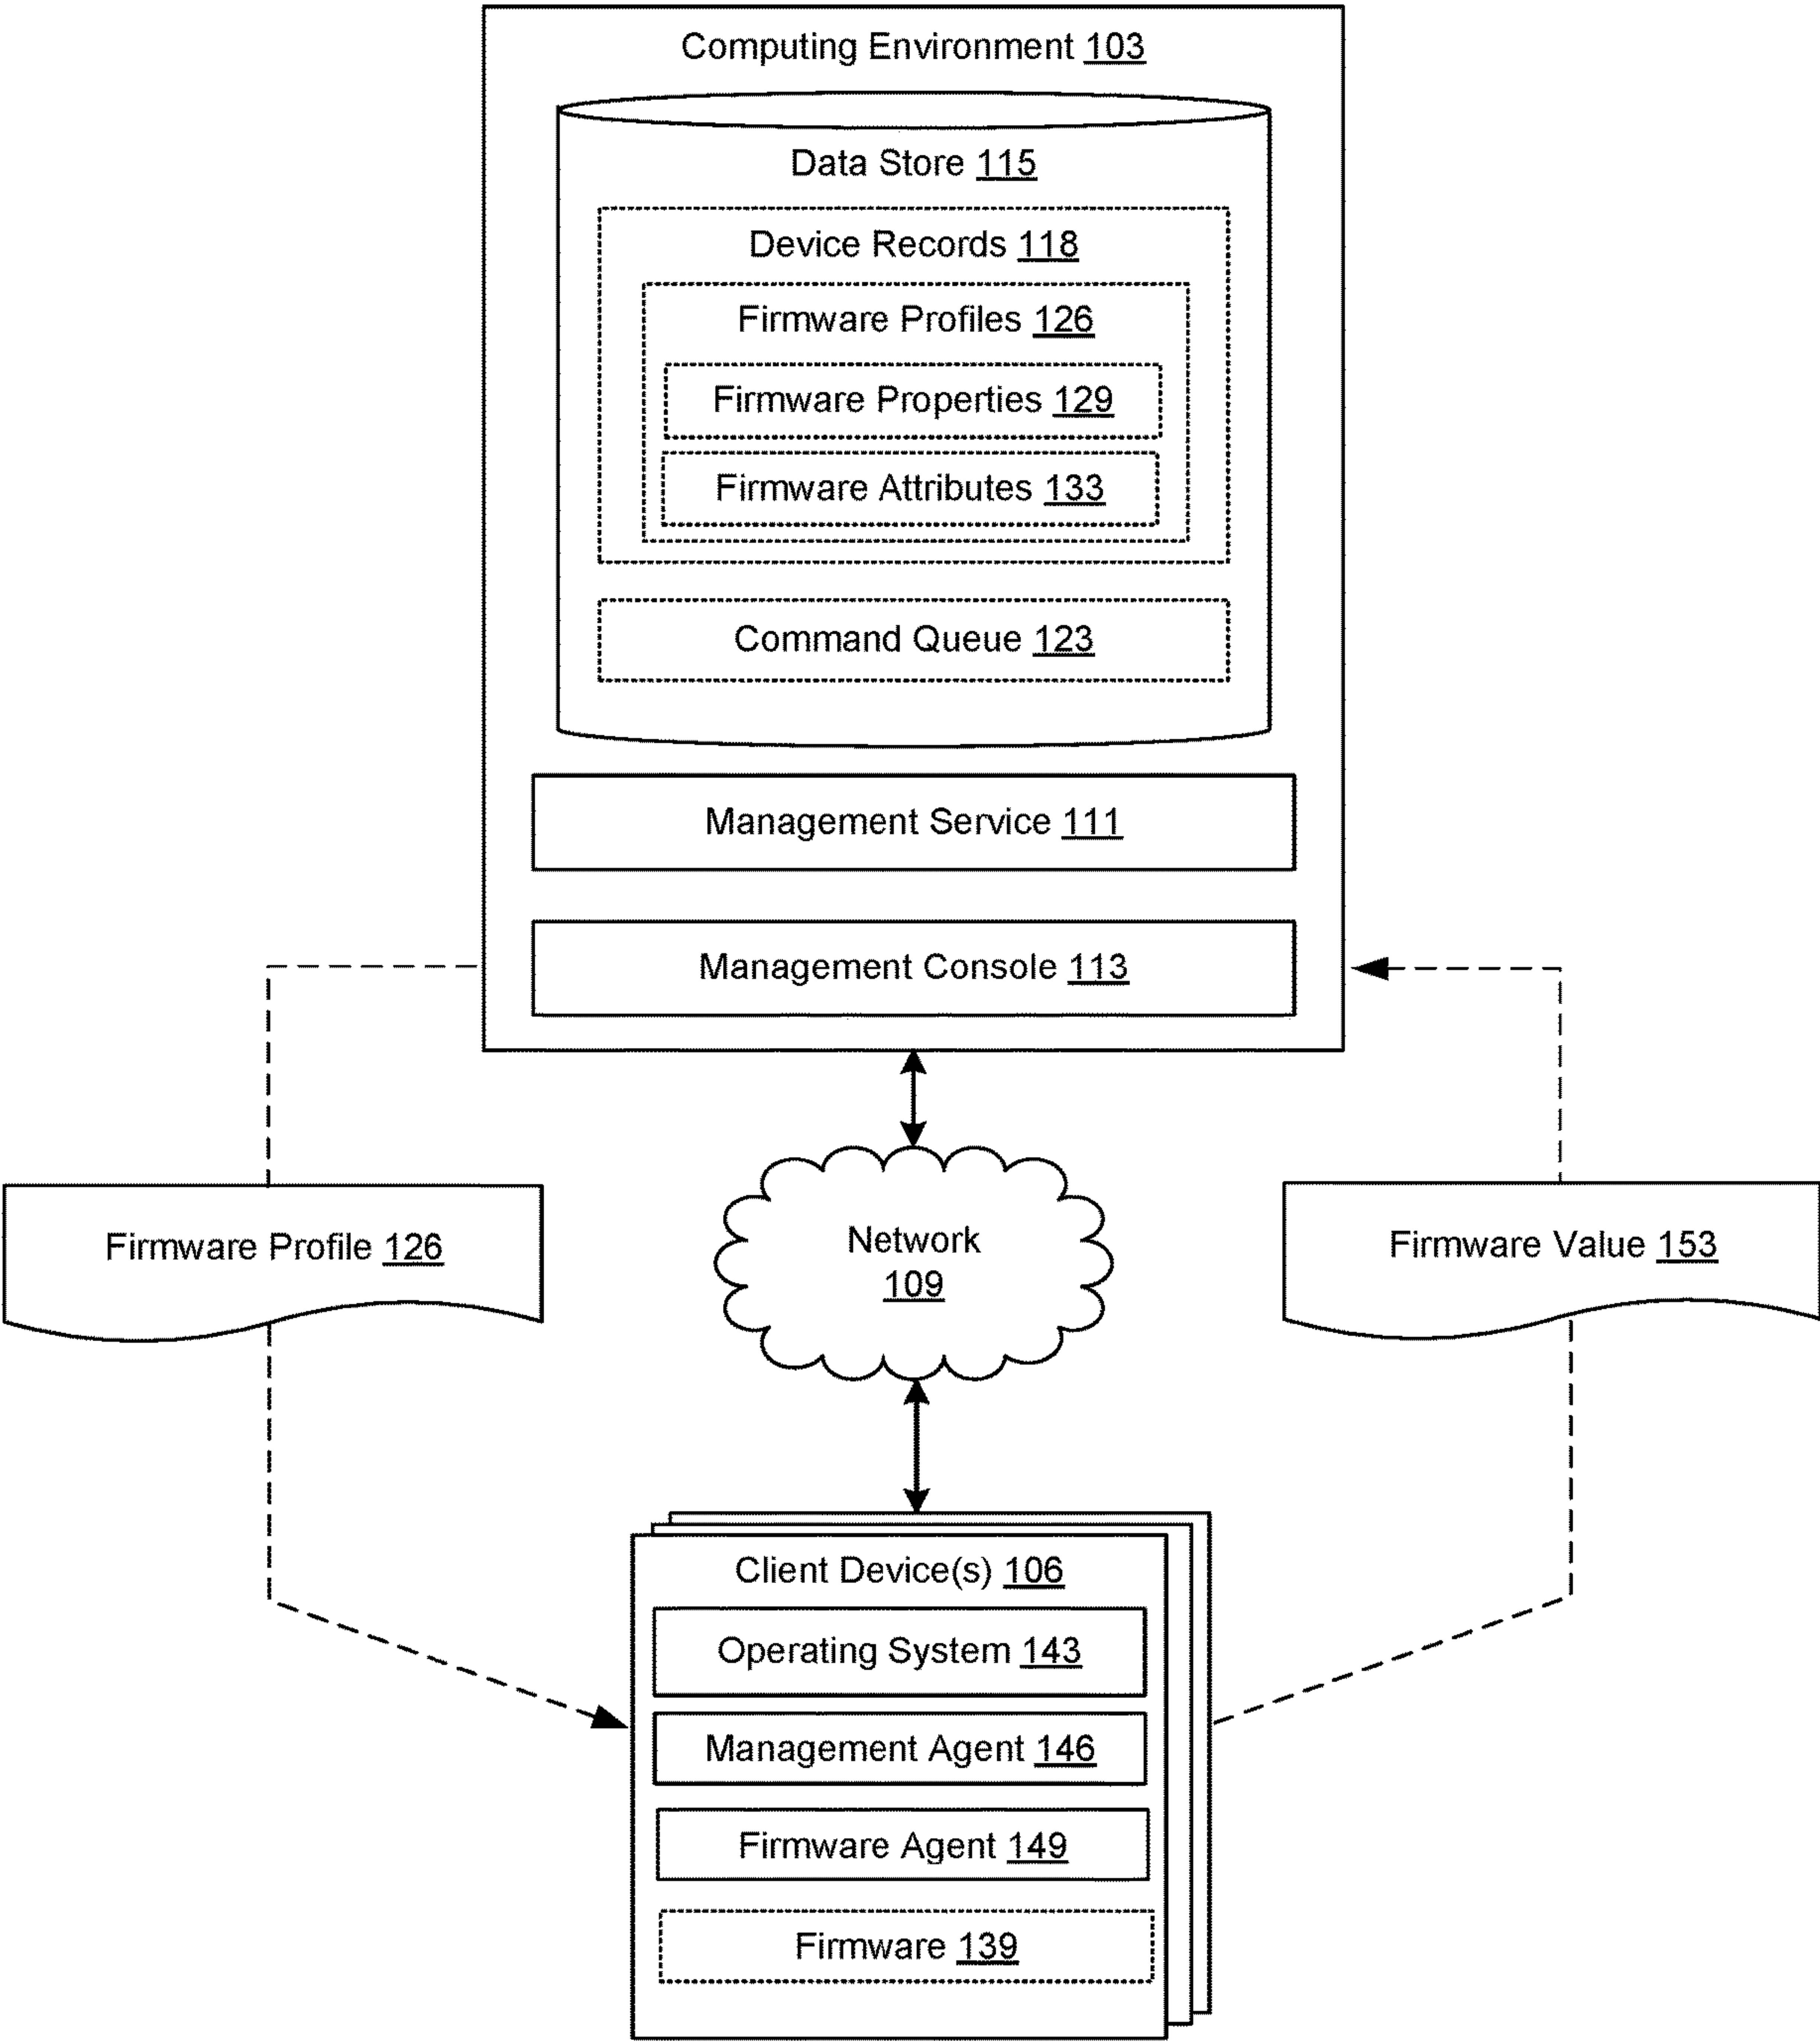 Computing Environment 103
Data Store 115
Device Records 118
Firmware Profiles 126
Firmware Properties 129
Firmware Attributes 133
Command Queue 123
Management Service 111
Management Console 113
Firmware Profile 126
Network
109
Firmware Value 153
Client Device(s) 106
Operating System 143
Management Agent 146
Firmware Agent 149
Firmware 139